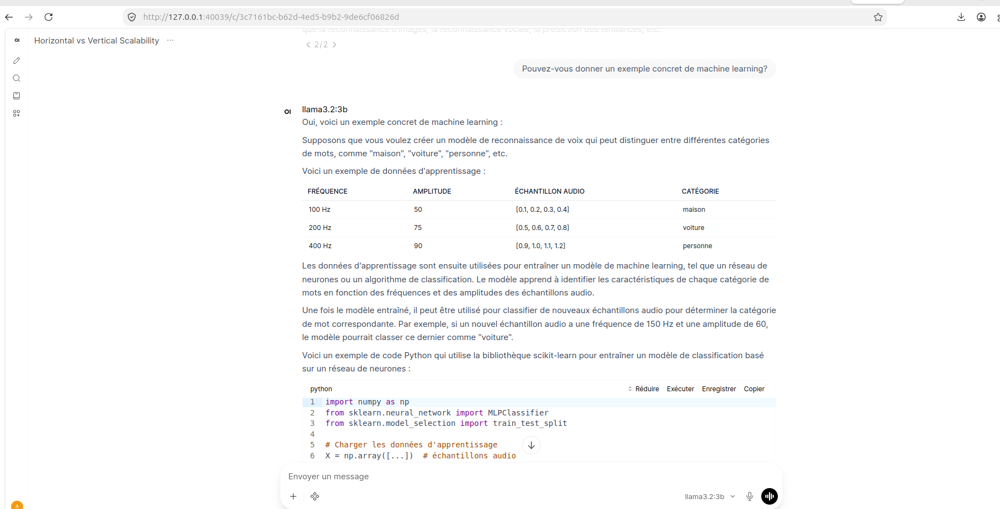 http://127.0.0.1:40039/c/3c7161bc-b62d-4ed5-b9b2-9de6cf06826d
OI
Horizontal vs Vertical Scalability ...
que la reconnaissance d'images, la reconnaissance vocale, la prédiction des tendances, etc.
2/2
Pouvez-vous donner un exemple concret de machine learning?
OI
llama3.2:3b
Oui, voici un exemple concret de machine learning :
Supposons que vous voulez créer un modèle de reconnaissance de voix qui peut distinguer entre différentes catégories
de mots, comme "maison", "voiture", "personne", etc.
Voici un exemple de données d'apprentissage :
FRÉQUENCE AMPLITUDE ÉCHANTILLON AUDIO CATÉGORIE
100 Hz 50 [0.1, 0.2, 0.3, 0.4] maison
200 Hz 75 [0.5, 0.6, 0.7, 0.8] voiture
400 Hz 90 [0.9, 1.0, 1.1, 1.2] personne
Les données d'apprentissage sont ensuite utilisées pour entraîner un modèle de machine learning, tel que un réseau de
neurones ou un algorithme de classification. Le modèle apprend à identifier les caractéristiques de chaque catégorie de
mots en fonction des fréquences et des amplitudes des échantillons audio.
Une fois le modèle entraîné, il peut être utilisé pour classifier de nouveaux échantillons audio pour déterminer la catégorie
de mot correspondante. Par exemple, si un nouvel échantillon audio a une fréquence de 150 Hz et une amplitude de 60,
le modèle pourrait classer ce dernier comme "voiture".
Voici un exemple de code Python qui utilise la bibliothèque scikit-learn pour entraîner un modèle de classification basé
sur un réseau de neurones :
python Réduire Exécuter Enregistrer Copier
1 import numpy as np
2 from sklearn.neural_network import MLPClassifier
3 from sklearn.model_selection import train_test_split
4
5 # Charger les données d'apprentissage
6 X = np.array([...])  # échantillons audio
Envoyer un message
llama3.2:3b
A